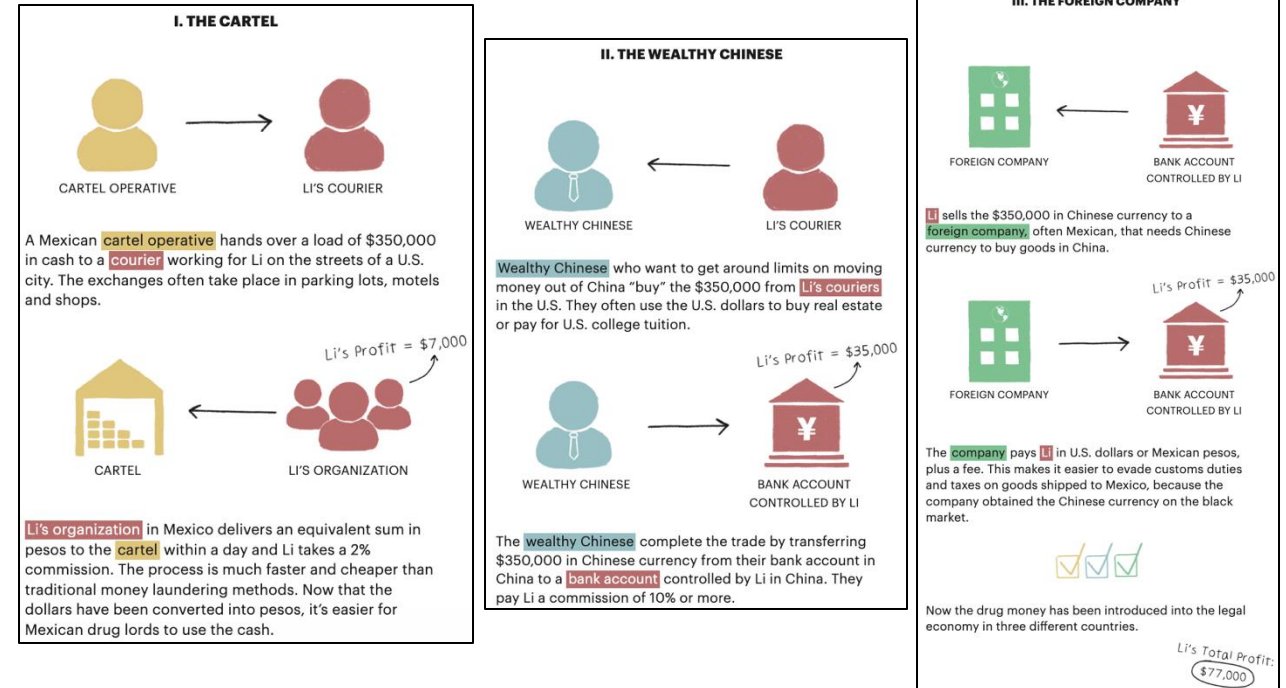 I. THE CARTEL
CARTEL OPERATIVE
LI'S COURIER
A Mexican cartel operative hands over a load of $350,000
in cash to a courier working for Li on the streets of a U.S.
city. The exchanges often take place in parking lots, motels
and shops.
Li's Profit = $7,000
CARTEL
LI'S ORGANIZATION
Li's organization in Mexico delivers an equivalent sum in
pesos to the cartel within a day and Li takes a 2%
commission. The process is much faster and cheaper than
traditional money laundering methods. Now that the
dollars have been converted into pesos, it's easier for
Mexican drug lords to use the cash.
II. THE WEALTHY CHINESE
WEALTHY CHINESE
LI'S COURIER
Wealthy Chinese who want to get around limits on moving
money out of China "buy" the $350,000 from Li's couriers
in the U.S. They often use the U.S. dollars to buy real estate
or pay for U.S. college tuition.
Li's Profit = $35,000
¥
WEALTHY CHINESE
BANK ACCOUNT
CONTROLLED BY LI
The wealthy Chinese complete the trade by transferring
$350,000 in Chinese currency from their bank account in
China to a bank account controlled by Li in China. They
pay Li a commission of 10% or more.
III. THE FOREIGN COMPANY
¥
FOREIGN COMPANY
BANK ACCOUNT
CONTROLLED BY LI
Li sells the $350,000 in Chinese currency to a
foreign company, often Mexican, that needs Chinese
currency to buy goods in China.
Li's Profit = $35,000
¥
FOREIGN COMPANY
BANK ACCOUNT
CONTROLLED BY LI
The company pays Li in U.S. dollars or Mexican pesos,
plus a fee. This makes it easier to evade customs duties
and taxes on goods shipped to Mexico, because the
company obtained the Chinese currency on the black
market.
Now the drug money has been introduced into the legal
economy in three different countries.
Li's Total Profit:
$77,000